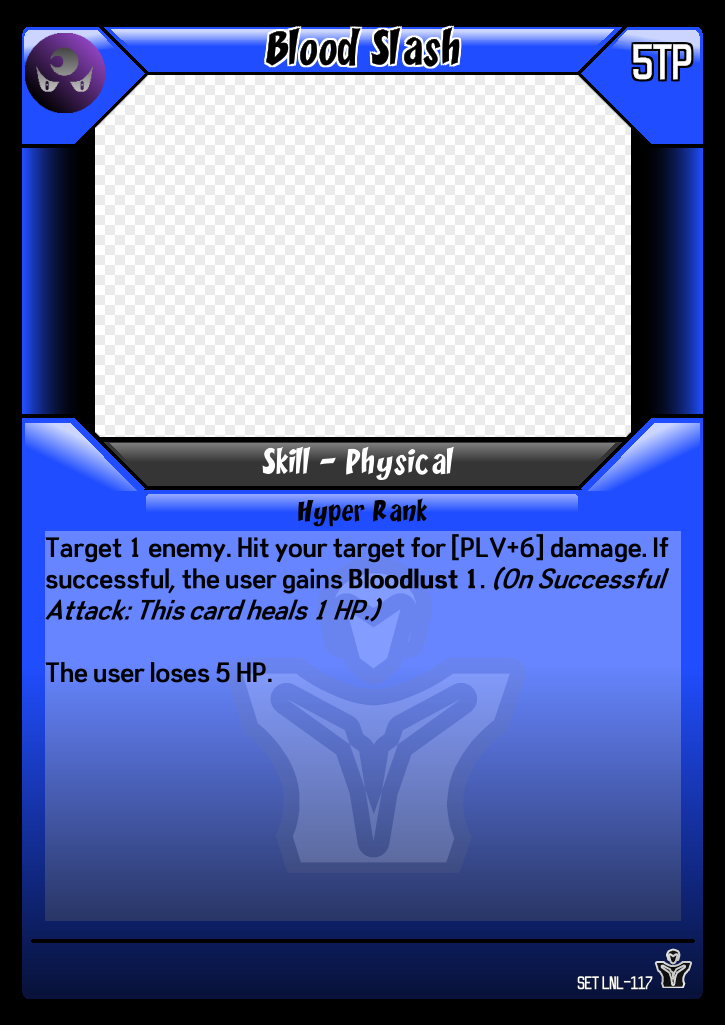 Blood Slash
5TP
Skill - Physical
Hyper Rank
Target 1 enemy. Hit your target for [PLV+6] damage. If
successful, the user gains Bloodlust 1. (On Successful
Attack: This card heals 1 HP.)
The user loses 5 HP.
SET LNL-117